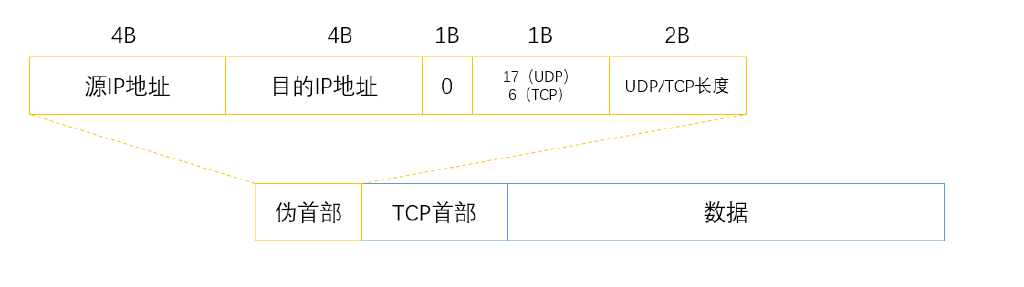 4B 4B 1B 1B 2B
源IP地址 目的IP地址 0 17（UDP） UDP/TCP长度
6（TCP）
伪首部 TCP首部 数据